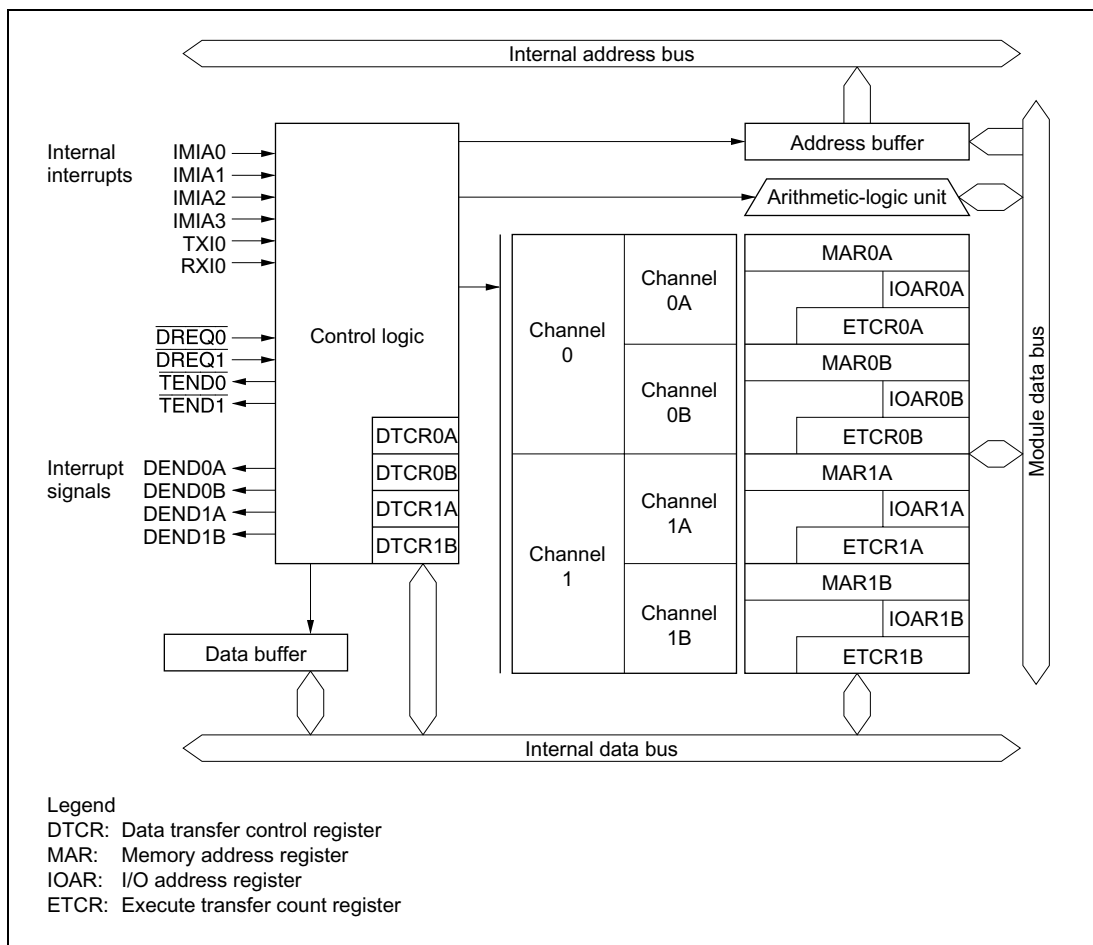 Internal address bus
Internal
interrupts
IMIA0
IMIA1
IMIA2
IMIA3
TXI0
RXI0
D̅R̅E̅Q̅0̅
D̅R̅E̅Q̅1̅
T̅E̅N̅D̅0̅
T̅E̅N̅D̅1̅
Interrupt
signals
DEND0A
DEND0B
DEND1A
DEND1B
Control logic
DTCR0A
DTCR0B
DTCR1A
DTCR1B
Data buffer
Address buffer
Arithmetic-logic unit
Channel
0
Channel
1
Channel
0A
Channel
0B
Channel
1A
Channel
1B
MAR0A
IOAR0A
ETCR0A
MAR0B
IOAR0B
ETCR0B
MAR1A
IOAR1A
ETCR1A
MAR1B
IOAR1B
ETCR1B
Module data bus
Internal data bus
Legend
DTCR: Data transfer control register
MAR: Memory address register
IOAR: I/O address register
ETCR: Execute transfer count register